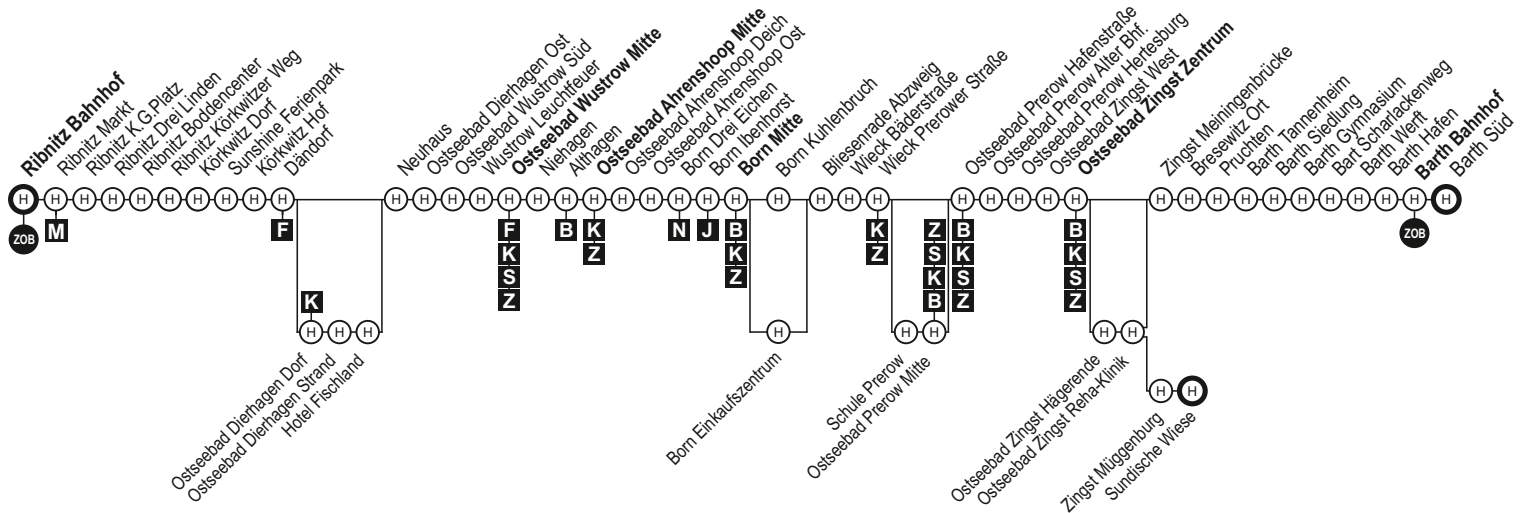 Ribnitz Bahnhof
Ribnitz Markt
Ribnitz K.G.Platz
Ribnitz Drei Linden
Ribnitz Boddencenter
Ribnitz Körkwitzer Weg
Körkwitz Dorf
Sunshine Ferienpark
Körkwitz Hof
Dändorf
Neuhaus
Ostseebad Dierhagen Ost
Ostseebad Wustrow Süd
Wustrow Leuchtfeuer
Ostseebad Wustrow Mitte
Niehagen
Althagen
Ostseebad Ahrenshoop Mitte
Ostseebad Ahrenshoop Deich
Ostseebad Ahrenshoop Ost
Born Drei Eichen
Born Ibenhorst
Born Mitte
Born Kuhlenbruch
Bliesenrade Abzweig
Wieck Bäderstraße
Wieck Prerower Straße
Ostseebad Prerow Hafenstraße
Ostseebad Prerow Alter Bhf.
Ostseebad Prerow Hertesburg
Ostseebad Zingst West
Ostseebad Zingst Zentrum
Zingst Meiningenbrücke
Bresewitz Ort
Pruchten
Barth Tannenheim
Barth Siedlung
Barth Gymnasium
Bart Scharlackenweg
Barth Werft
Barth Hafen
Barth Bahnhof
Barth Süd
H H H H H H H H H H H H H H H H H H H H H H H H H H H H H H H H H H H H H H H H H H H
ZOB
M
F
F
K
S
Z
B
K
Z
N
J
B
K
Z
K
Z
Z
S
K
B
B
K
S
Z
B
K
S
Z
ZOB
K
H H H H H H H H
Ostseebad Dierhagen Dorf
Ostseebad Dierhagen Strand
Hotel Fischland
Born Einkaufszentrum
Schule Prerow
Ostseebad Prerow Mitte
Ostseebad Zingst Hägerende
Ostseebad Zingst Reha-Klinik
H H
Zingst Müggenburg
Sundische Wiese